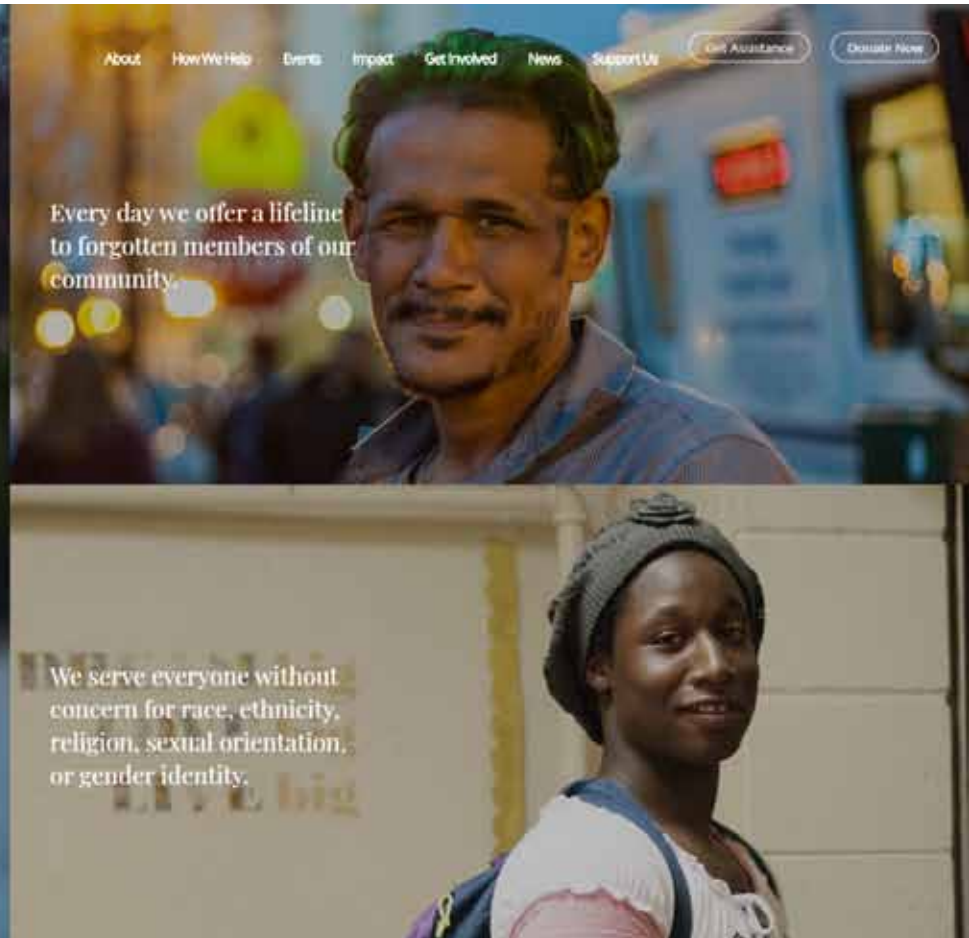 About How We Help Events Impact Get Involved News Support Us Get Assistance Donate Now
Every day we offer a lifeline
to forgotten members of our
community.
We serve everyone without
concern for race, ethnicity,
religion, sexual orientation,
or gender identity.
LIVE big